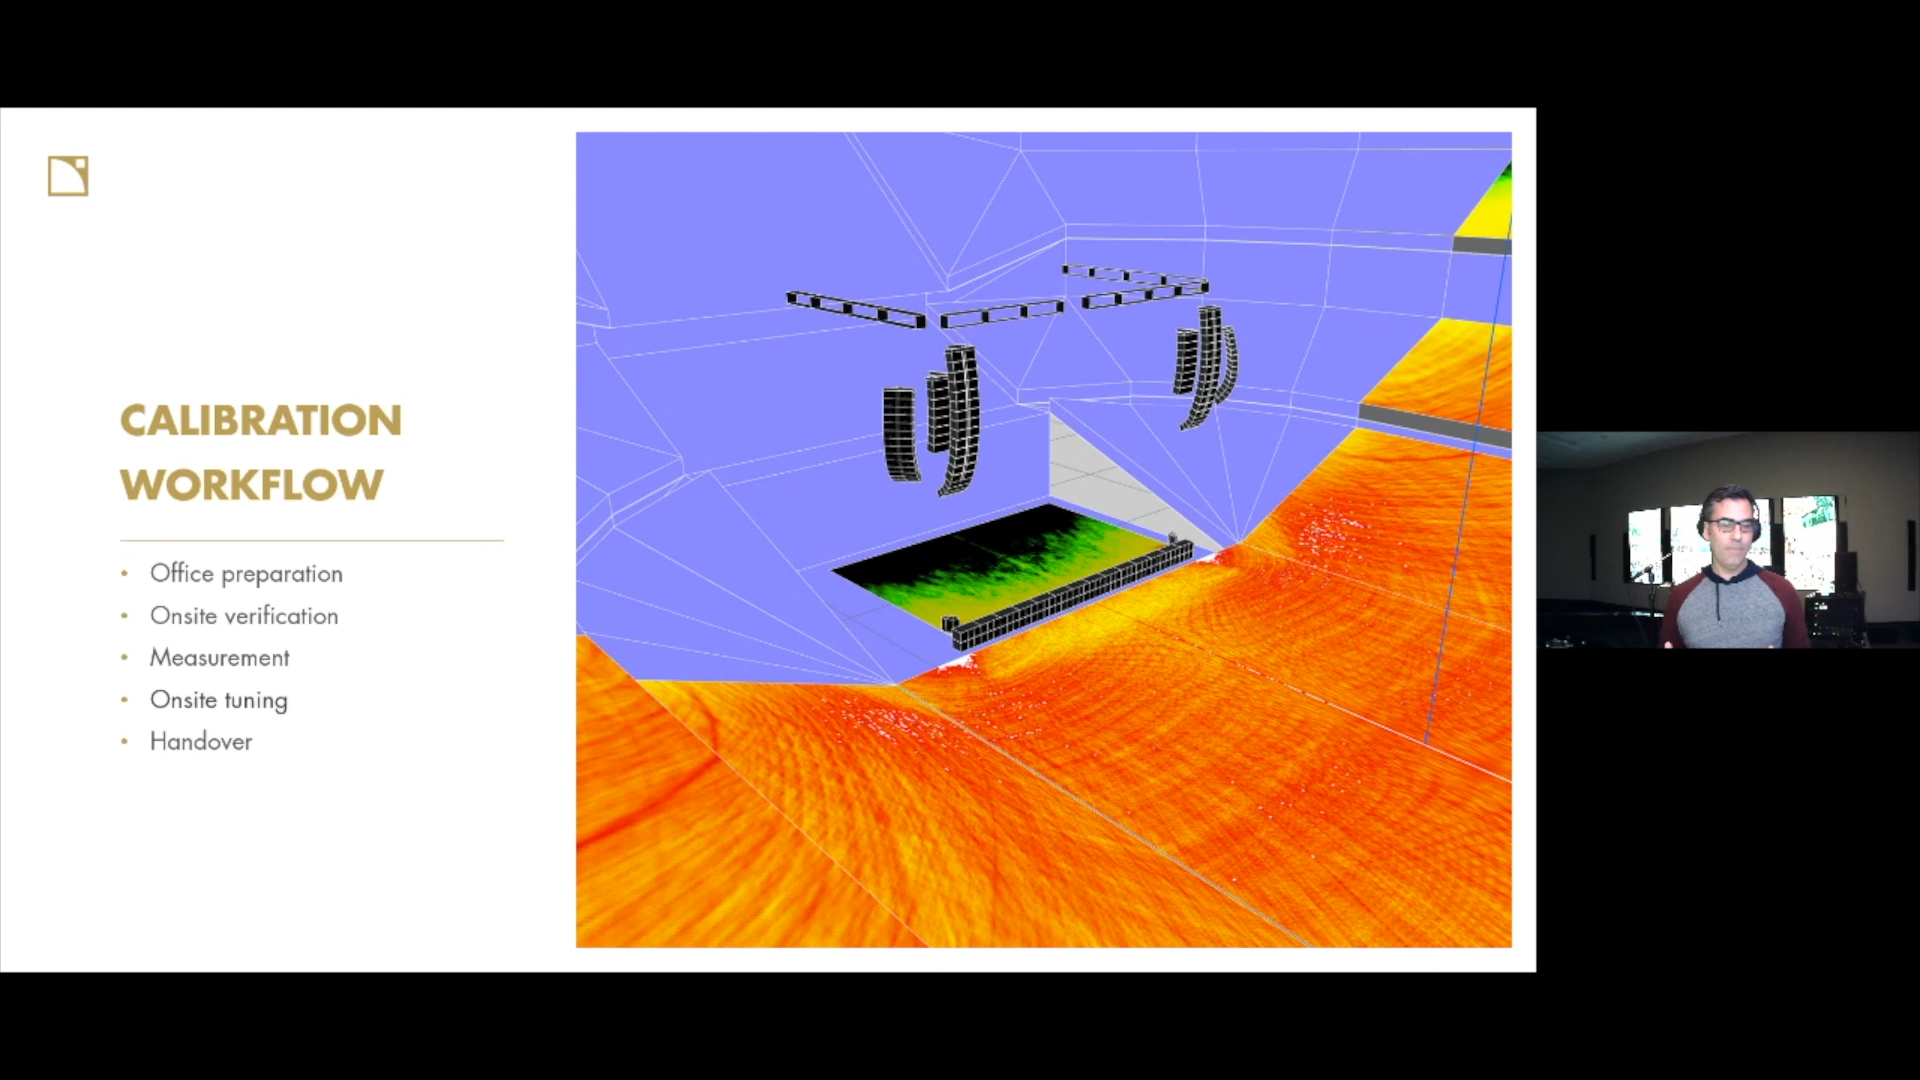 CALIBRATION
WORKFLOW
• Office preparation
• Onsite verification
• Measurement
• Onsite tuning
• Handover